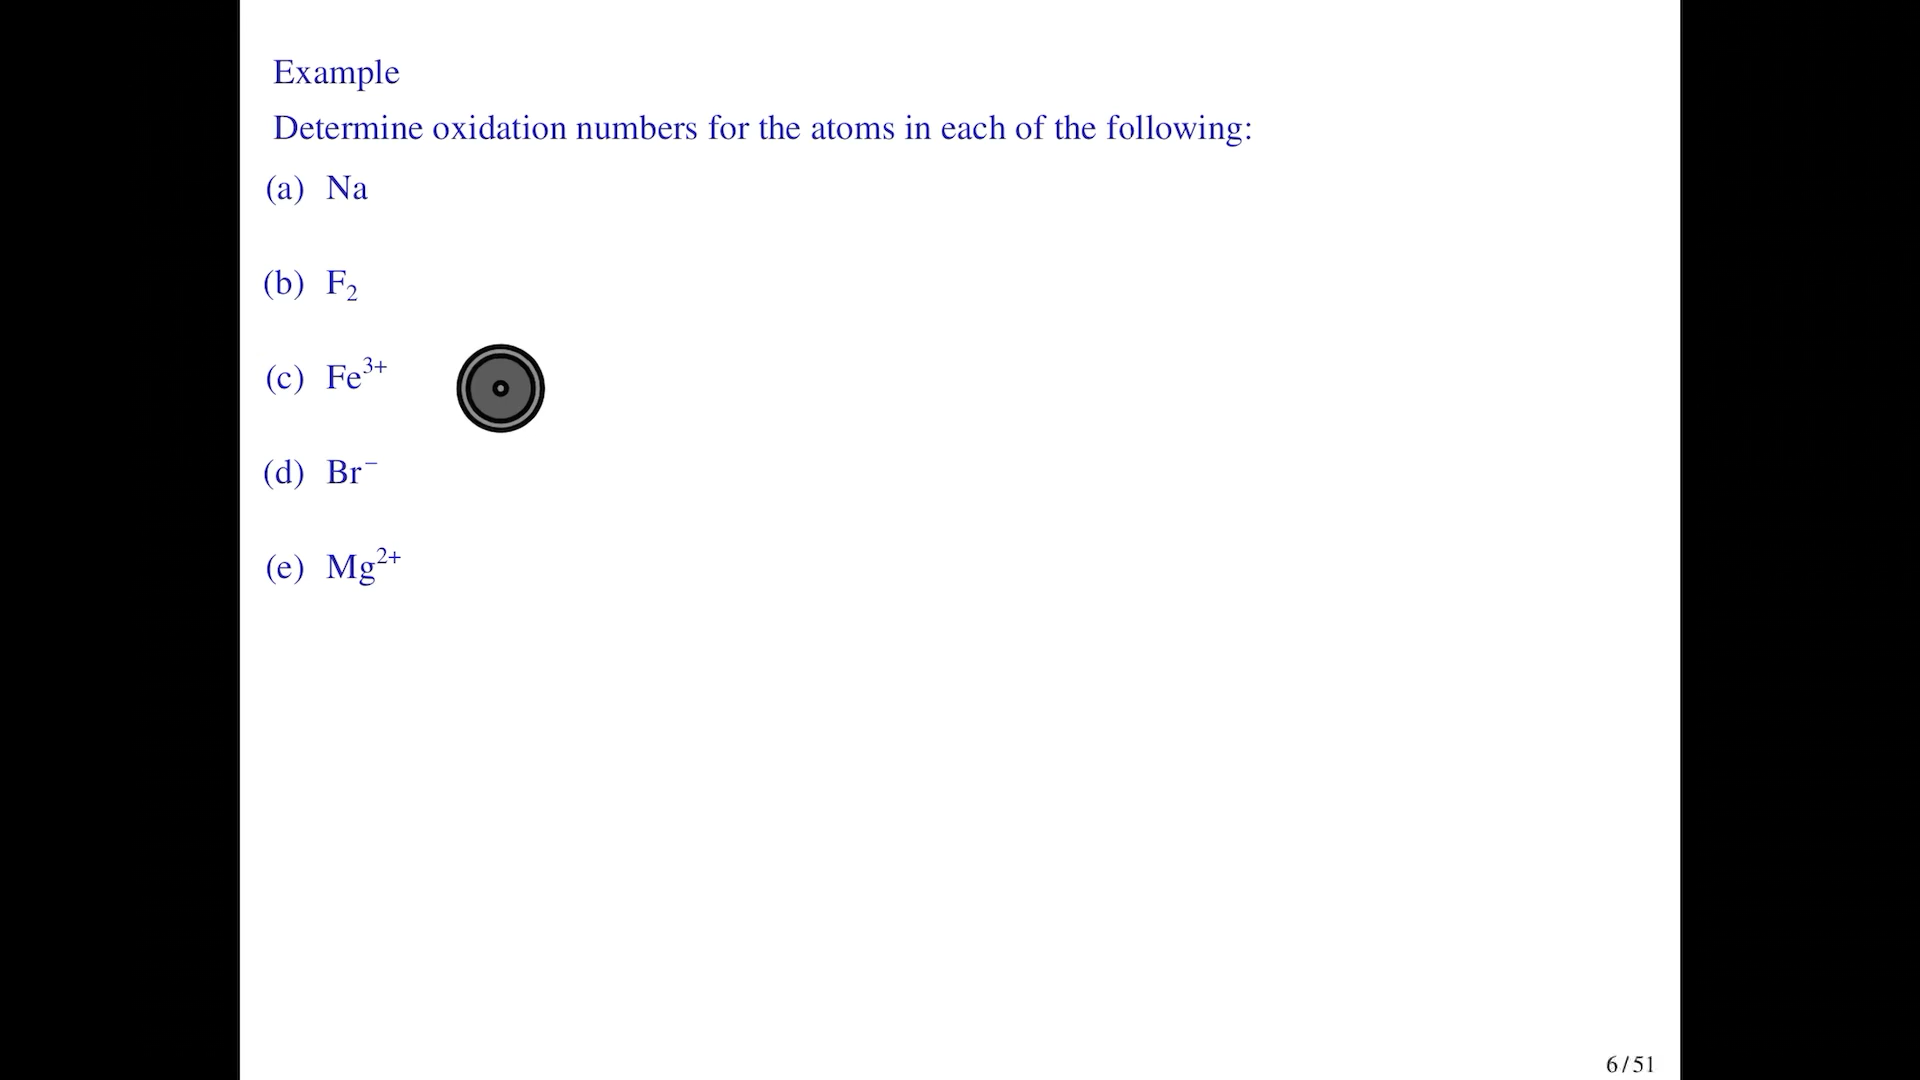 Example
Determine oxidation numbers for the atoms in each of the following:
(a) Na
(b) F₂
(c) Fe³⁺
(d) Br⁻
(e) Mg²⁺
6/51